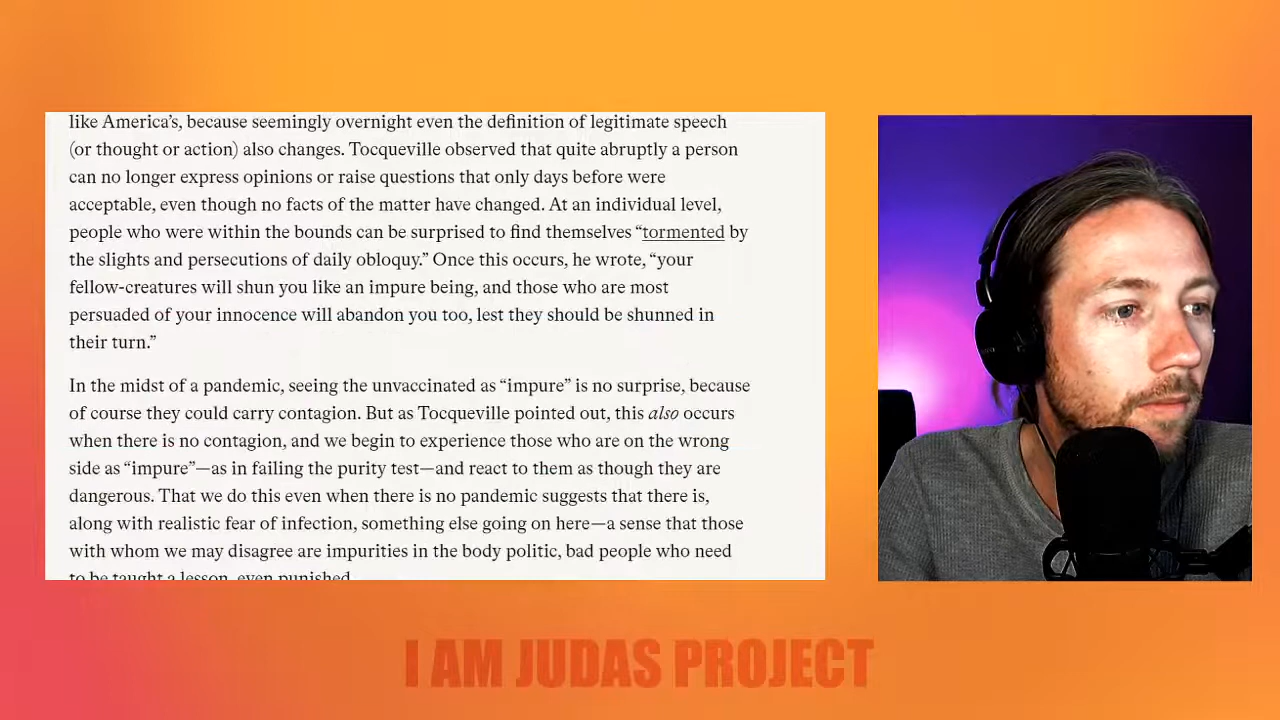 like America’s, because seemingly overnight even the definition of legitimate speech
(or thought or action) also changes. Tocqueville observed that quite abruptly a person
can no longer express opinions or raise questions that only days before were
acceptable, even though no facts of the matter have changed. At an individual level,
people who were within the bounds can be surprised to find themselves “tormented by
the slights and persecutions of daily obloquy.” Once this occurs, he wrote, “your
fellow-creatures will shun you like an impure being, and those who are most
persuaded of your innocence will abandon you too, lest they should be shunned in
their turn.”
In the midst of a pandemic, seeing the unvaccinated as “impure” is no surprise, because
of course they could carry contagion. But as Tocqueville pointed out, this also occurs
when there is no contagion, and we begin to experience those who are on the wrong
side as “impure”—as in failing the purity test—and react to them as though they are
dangerous. That we do this even when there is no pandemic suggests that there is,
along with realistic fear of infection, something else going on here—a sense that those
with whom we may disagree are impurities in the body politic, bad people who need
to be taught a lesson, even punished.
I AM JUDAS PROJECT